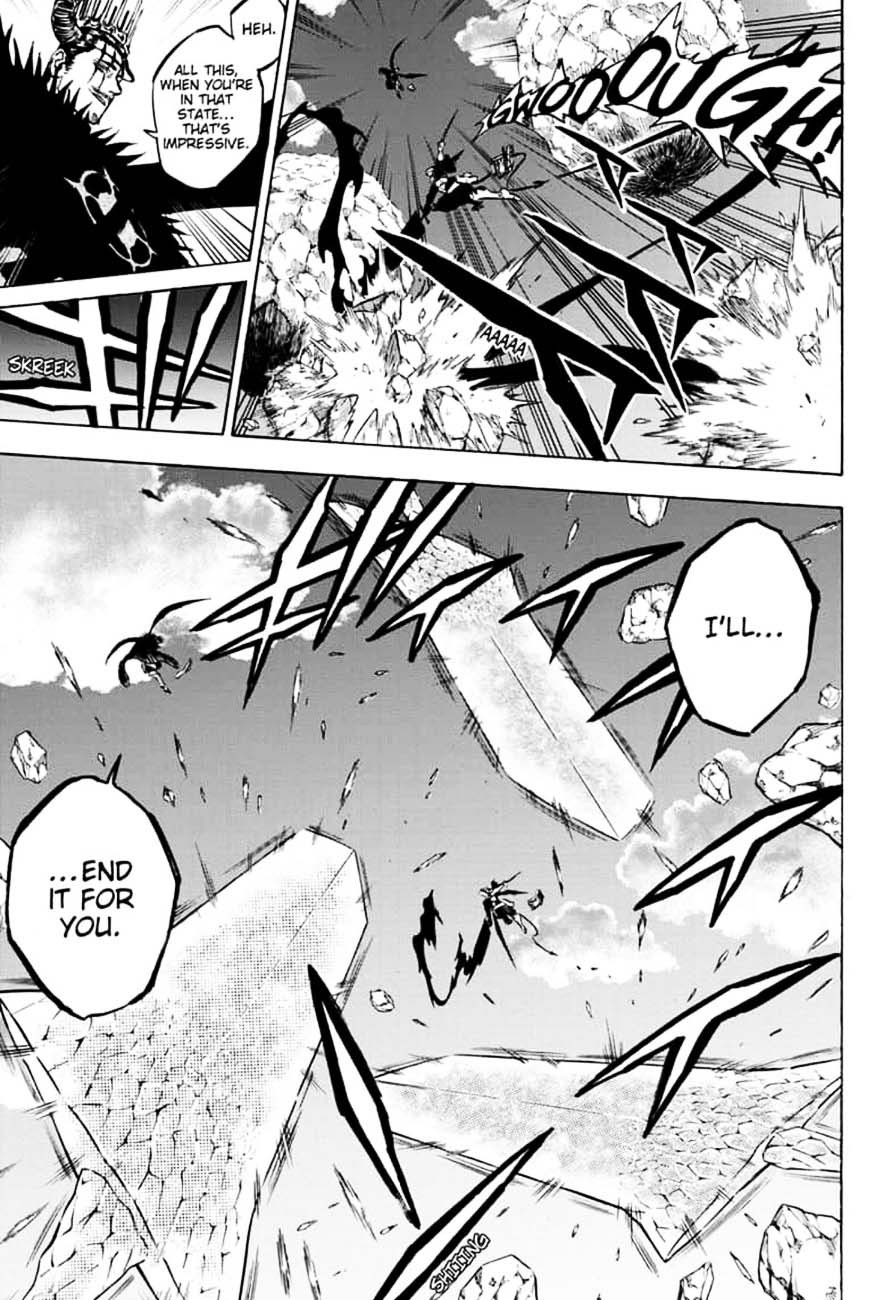 GWOOOOUGH!
AAAAA
HEH.
ALL THIS,
WHEN YOU'RE
IN THAT
STATE...
THAT'S
IMPRESSIVE.
SKREEK
I'LL...
...END
IT FOR
YOU.
SHIIING